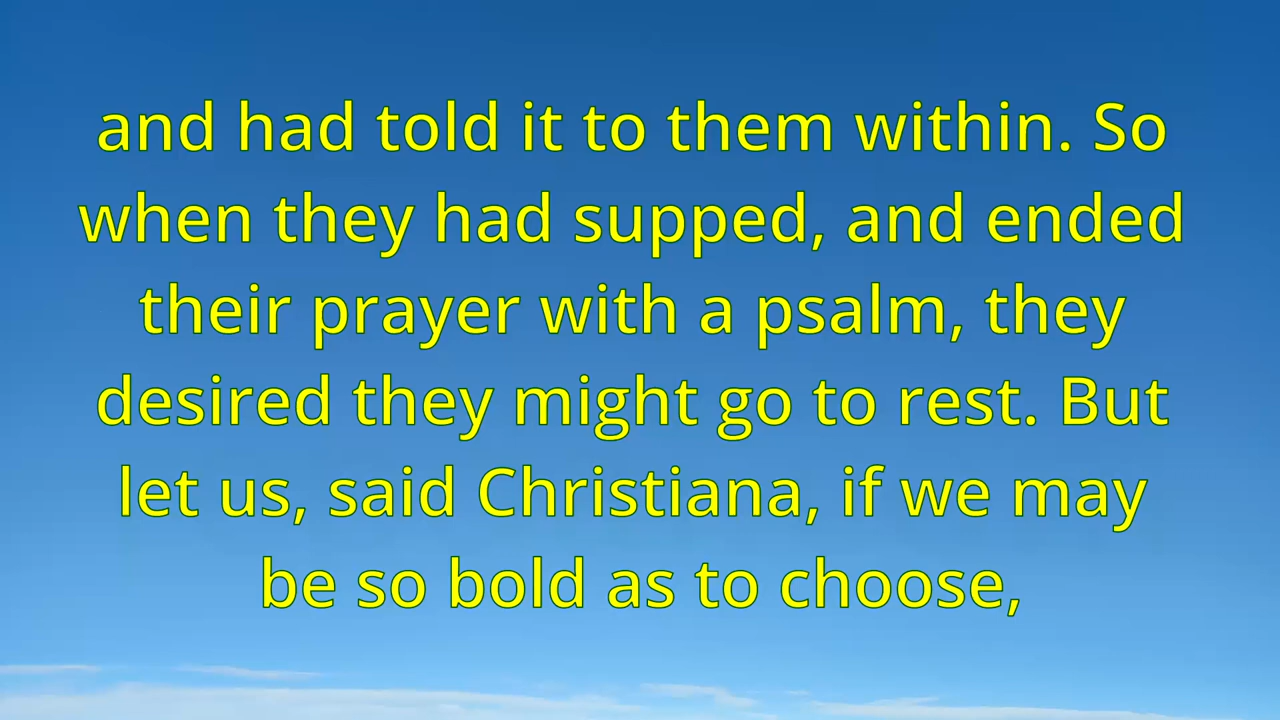 and had told it to them within. So
when they had supped, and ended
their prayer with a psalm, they
desired they might go to rest. But
let us, said Christiana, if we may
be so bold as to choose,